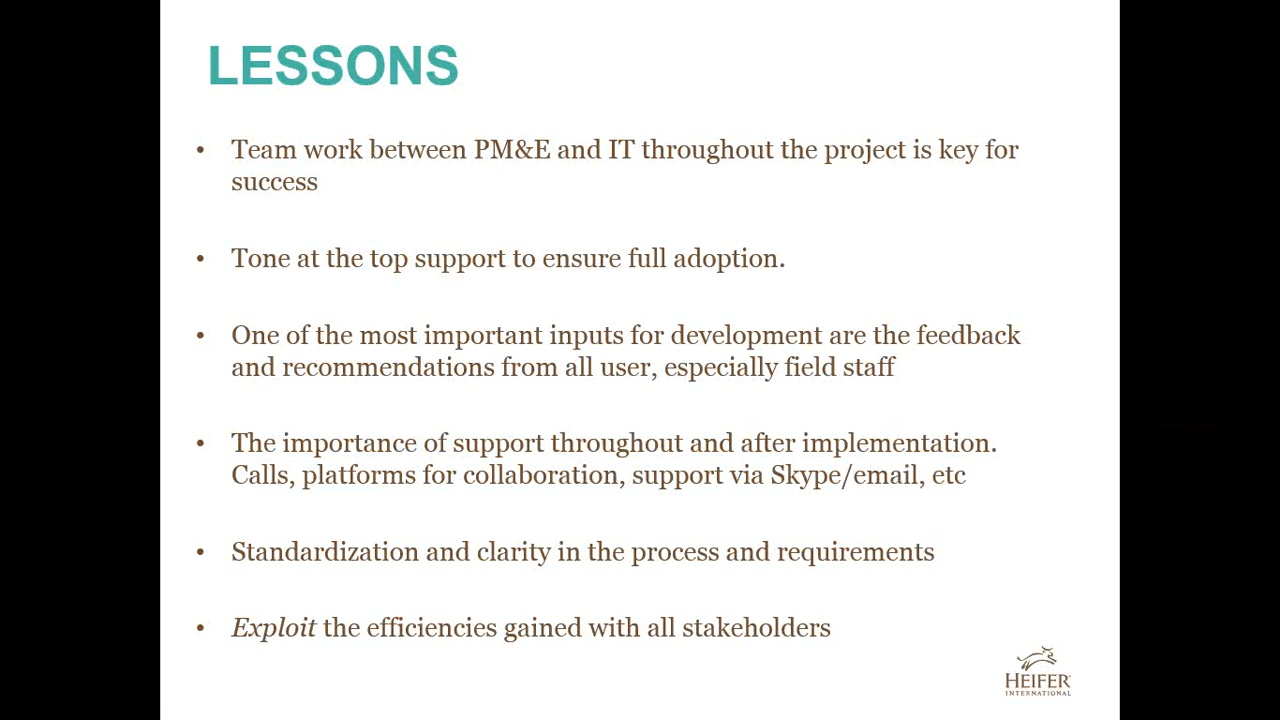 LESSONS
• Team work between PM&E and IT throughout the project is key for
success
• Tone at the top support to ensure full adoption.
• One of the most important inputs for development are the feedback
and recommendations from all user, especially field staff
• The importance of support throughout and after implementation.
Calls, platforms for collaboration, support via Skype/email, etc
• Standardization and clarity in the process and requirements
• Exploit the efficiencies gained with all stakeholders
HEIFER
INTERNATIONAL